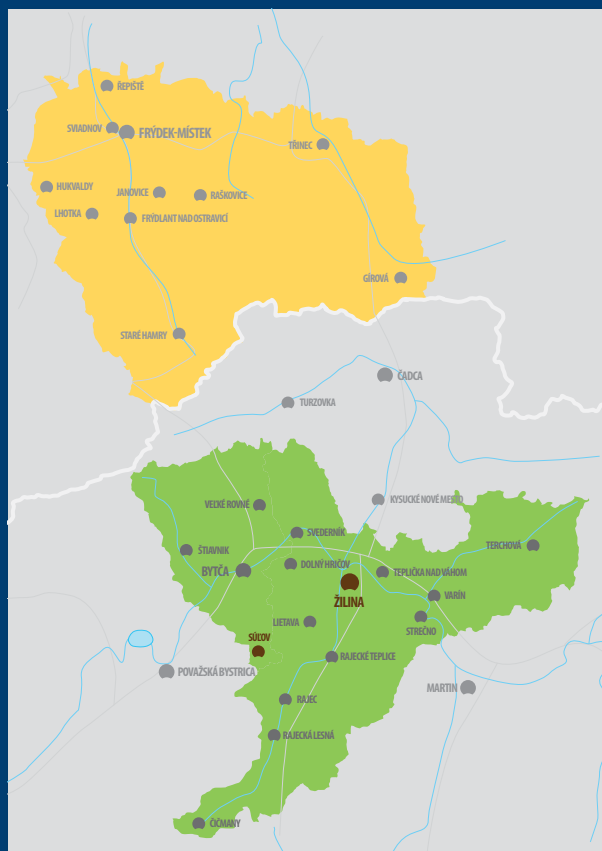 ŘEPIŠTĚ
SVIADNOV
FRÝDEK-MÍSTEK
TŘINEC
HUKVALDY
JANOVICE
RAŠKOVICE
LHOTKA
FRÝDLANT NAD OSTRAVICÍ
GÍROVÁ
STARÉ HAMRY
ČADCA
TURZOVKA
VEĽKÉ ROVNÉ
KYSUCKÉ NOVÉ MESTO
SVEDERNÍK
TERCHOVÁ
ŠTIAVNIK
BYTČA
DOLNÝ HRIČOV
TEPLIČKA NAD VÁHOM
ŽILINA
VARÍN
LIETAVA
STREČNO
SÚĽOV
RAJECKÉ TEPLICE
POVAŽSKÁ BYSTRICA
MARTIN
RAJEC
RAJECKÁ LESNÁ
ČIČMANY